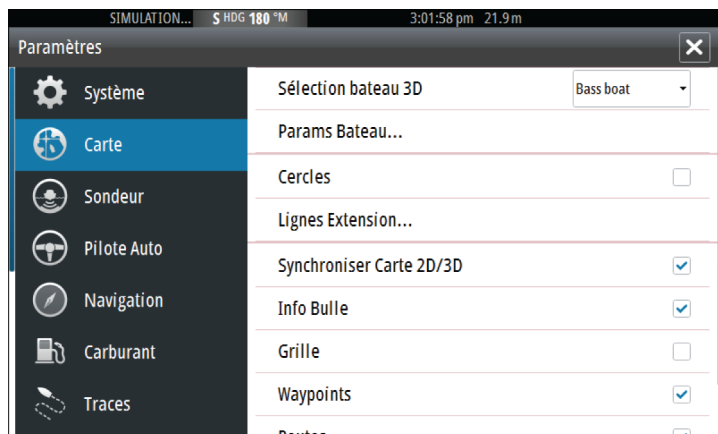 SIMULATION... S HDG 180 °M 3:01:58 pm 21.9 m
Paramètres
Système
Carte
Sondeur
Pilote Auto
Navigation
Carburant
Traces
Sélection bateau 3D Bass boat
Params Bateau...
Cercles
Lignes Extension...
Synchroniser Carte 2D/3D
Info Bulle
Grille
Waypoints